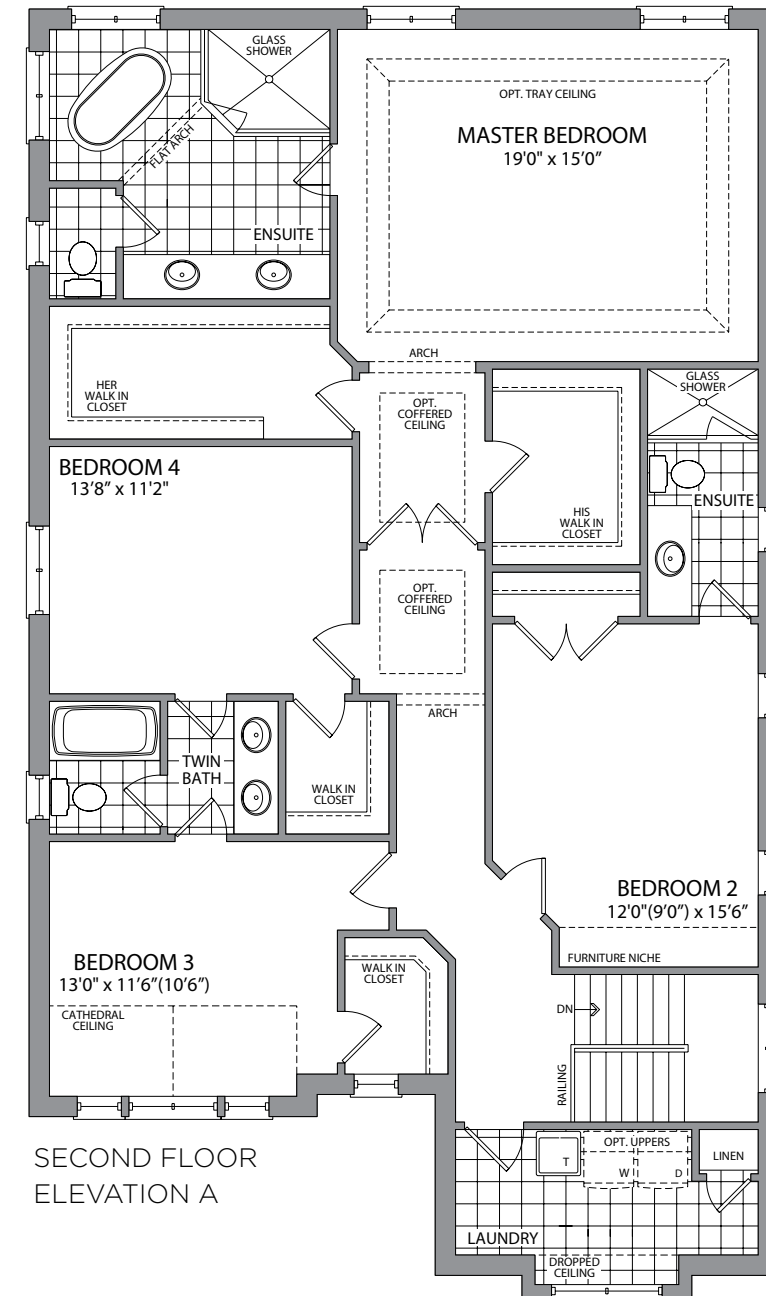 GLASS
SHOWER
OPT. TRAY CEILING
MASTER BEDROOM
19'0" x 15'0"
FLAT ARCH
ENSUITE
ARCH
HER
WALK IN
CLOSET
OPT.
COFFERED
CEILING
GLASS
SHOWER
BEDROOM 4
13'8" x 11'2"
ENSUITE
HIS
WALK IN
CLOSET
OPT.
COFFERED
CEILING
ARCH
TWIN
BATH
WALK IN
CLOSET
BEDROOM 2
12'0"(9'0") x 15'6"
FURNITURE NICHE
BEDROOM 3
13'0" x 11'6"(10'6")
WALK IN
CLOSET
CATHEDRAL
CEILING
DN
RAILING
SECOND FLOOR
ELEVATION A
OPT. UPPERS
T
W
D
LINEN
LAUNDRY
DROPPED
CEILING